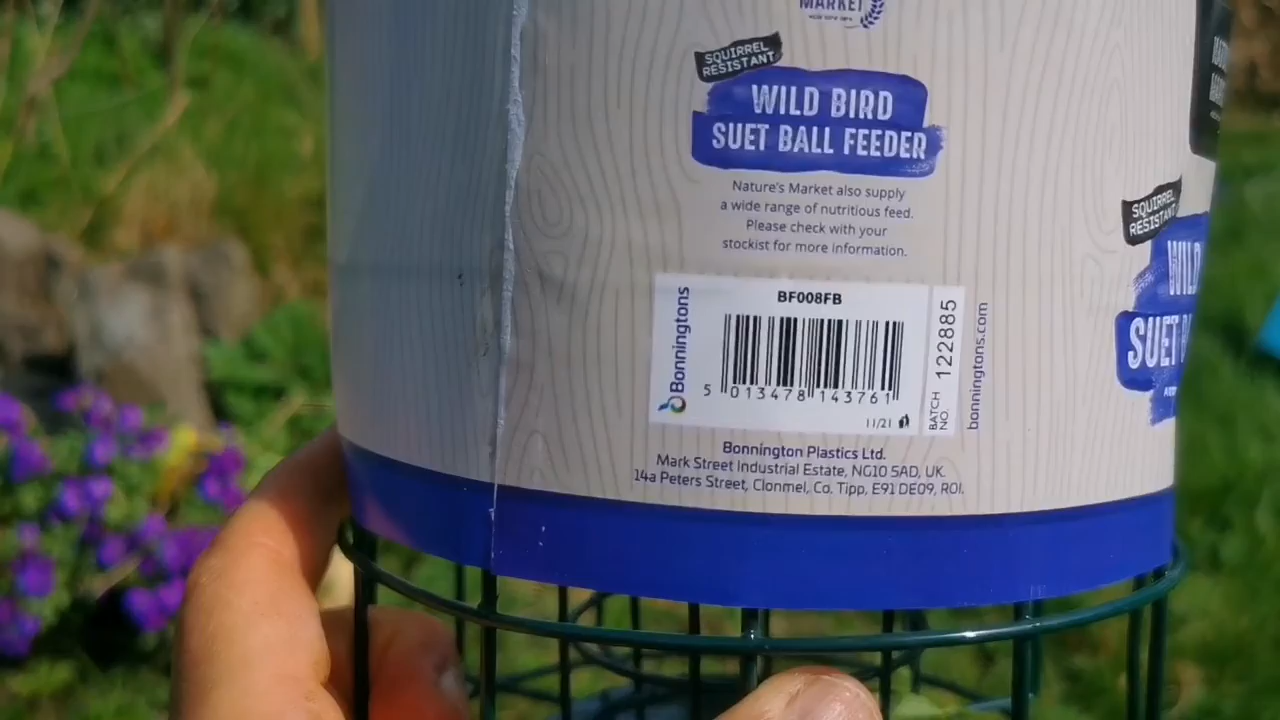 MARKET
SQUIRREL
RESISTANT
WILD BIRD
SUET BALL FEEDER
Nature's Market also supply
a wide range of nutritious feed.
Please check with your
stockist for more information.
Bonningtons
BF008FB
5 013478 143761
11/21
BATCH
NO. 122885
bonningtons.com
Bonnington Plastics Ltd.
Mark Street Industrial Estate, NG10 5AD, UK.
14a Peters Street, Clonmel, Co. Tipp, E91 DE09, ROI.
SQUIRREL
RESISTANT
WILD
SUET